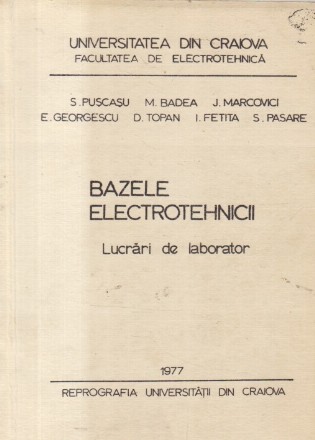 UNIVERSITATEA DIN CRAIOVA
FACULTATEA DE ELECTROTEHNICĂ
S. PUŞCAŞU M. BADEA J. MARCOVICI
E. GEORGESCU D. TOPAN I. FETITA S. PASARE
BAZELE
ELECTROTEHNICII
Lucrări de laborator
1977
REPROGRAFIA UNIVERSITĂŢII DIN CRAIOVA